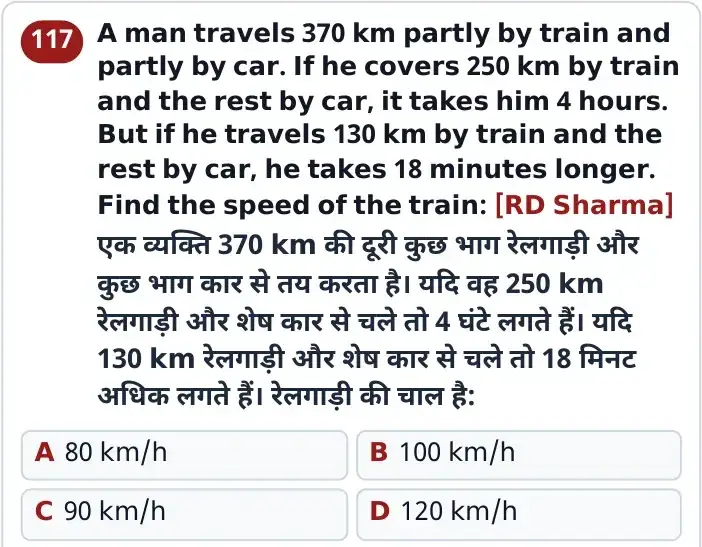 117 A man travels 370 km partly by train and
partly by car. If he covers 250 km by train
and the rest by car, it takes him 4 hours.
But if he travels 130 km by train and the
rest by car, he takes 18 minutes longer.
Find the speed of the train: [RD Sharma]
एक व्यक्ति 370 km की दूरी कुछ भाग रेलगाड़ी और
कुछ भाग कार से तय करता है। यदि वह 250 km
रेलगाड़ी और शेष कार से चले तो 4 घंटे लगते हैं। यदि
130 km रेलगाड़ी और शेष कार से चले तो 18 मिनट
अधिक लगते हैं। रेलगाड़ी की चाल है:
A 80 km/h
B 100 km/h
C 90 km/h
D 120 km/h